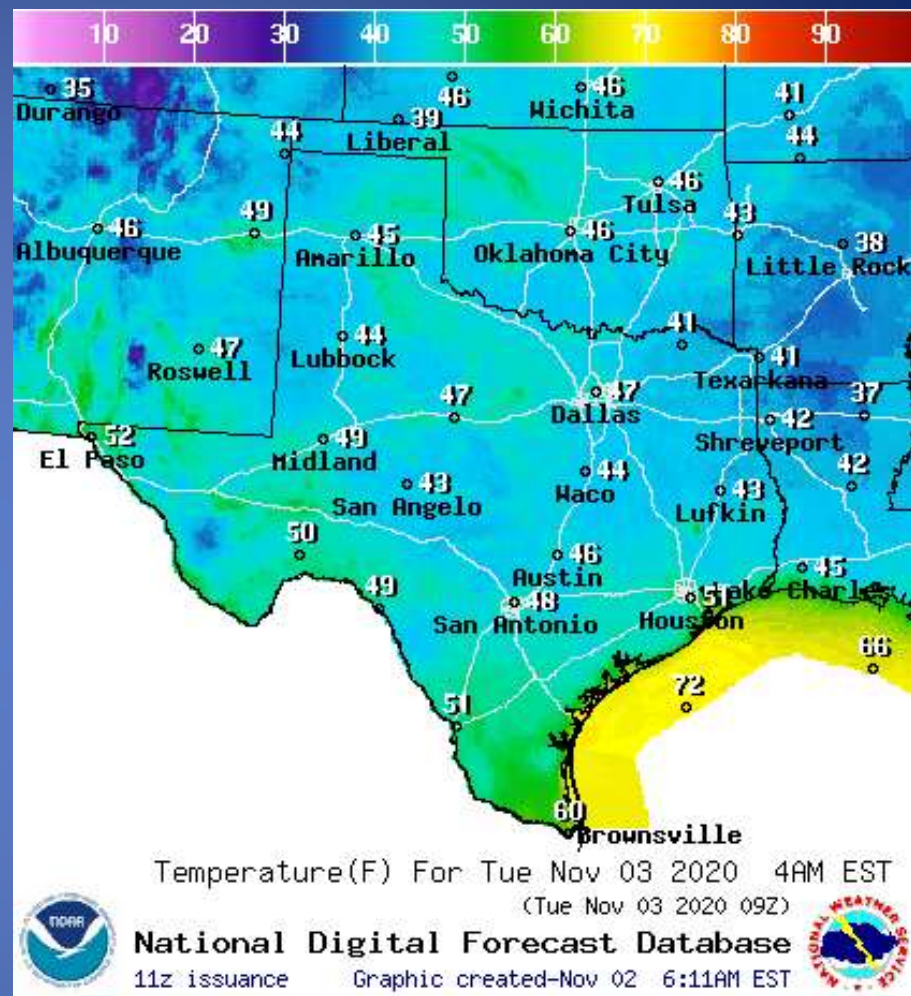 10 20 30 40 50 60 70 80 90
35 46 46 41
Durango Wichita
39
Liberal
44 44
46
Tulsa
46 49 45 46 43 38
Albuquerque Amarillo Oklahoma City Little Rock
47 44 41 41
Roswell Lubbock Texarkana
47 47 37
Dallas
52 49 42
El Paso Midland Shreveport
43 44 43 42
San Angelo Waco Lufkin
50 46 45
Austin Lake Charles
49 48 51
San Antonio Houston
66
72
51
60
Brownsville
Temperature(F) For Tue Nov 03 2020 4AM EST
(Tue Nov 03 2020 09Z)
NOAA
National Digital Forecast Database
11z issuance Graphic created-Nov 02 6:11AM EST
NATIONAL WEATHER SERVICE